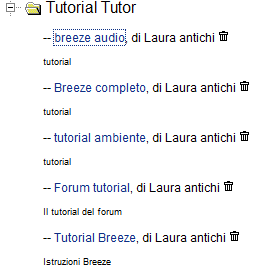 Tutorial Tutor
-- breeze audio, di Laura antichi
tutorial
-- Breeze completo, di Laura antichi
tutorial
-- tutorial ambiente, di Laura antichi
tutorial
-- Forum tutorial, di Laura antichi
Il tutorial del forum
-- Tutorial Breeze, di Laura antichi
Istruzioni Breeze